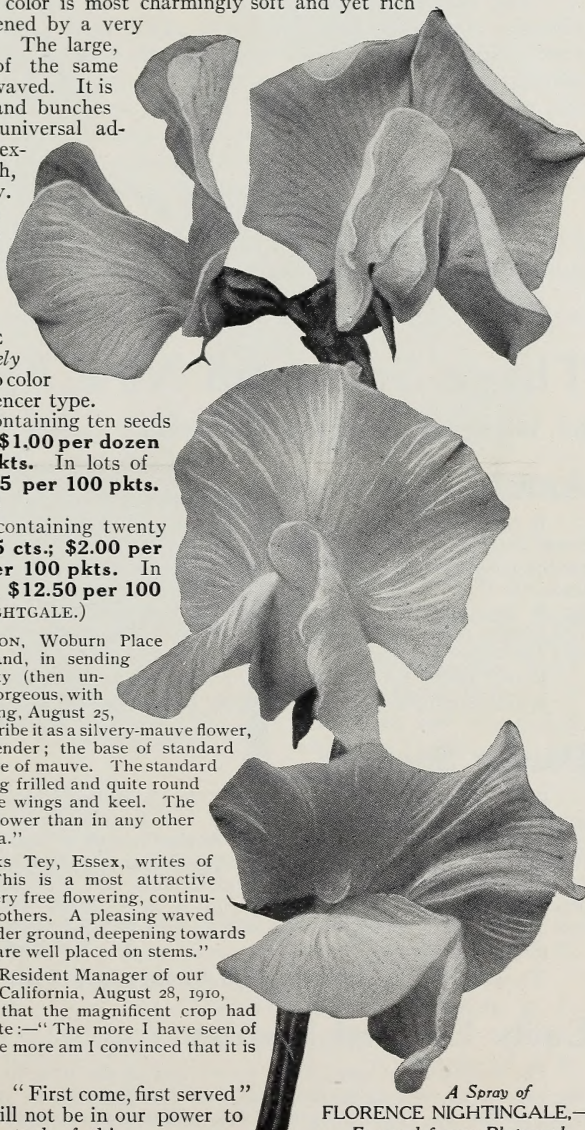 color is most charmingly soft and yet rich
ened by a very
The large,
of the same
waved. It is
and bunches
universal ad-
ex-
h,
y.
ely
color
encer type.
ontaining ten seeds
$1.00 per dozen
kts. In lots of
5 per 100 pkts.
containing twenty
5 cts.; $2.00 per
er 100 pkts. In
$12.50 per 100
GHTGALE.)
ON, Woburn Place
nd, in sending
y (then un-
orgeous, with
ng, August 25,
ribe it as a silvery-mauve flower,
ender; the base of standard
e of mauve. The standard
g frilled and quite round
e wings and keel. The
ower than in any other
a."
ks Tey, Essex, writes of
This is a most attractive
ry free flowering, continu-
others. A pleasing waved
der ground, deepening towards
are well placed on stems."
Resident Manager of our
California, August 28, 1910,
that the magnificent crop had
te :—" The more I have seen of
e more am I convinced that it is
"First come, first served"
ill not be in our power to
A Spray of
FLORENCE NIGHTINGALE,—